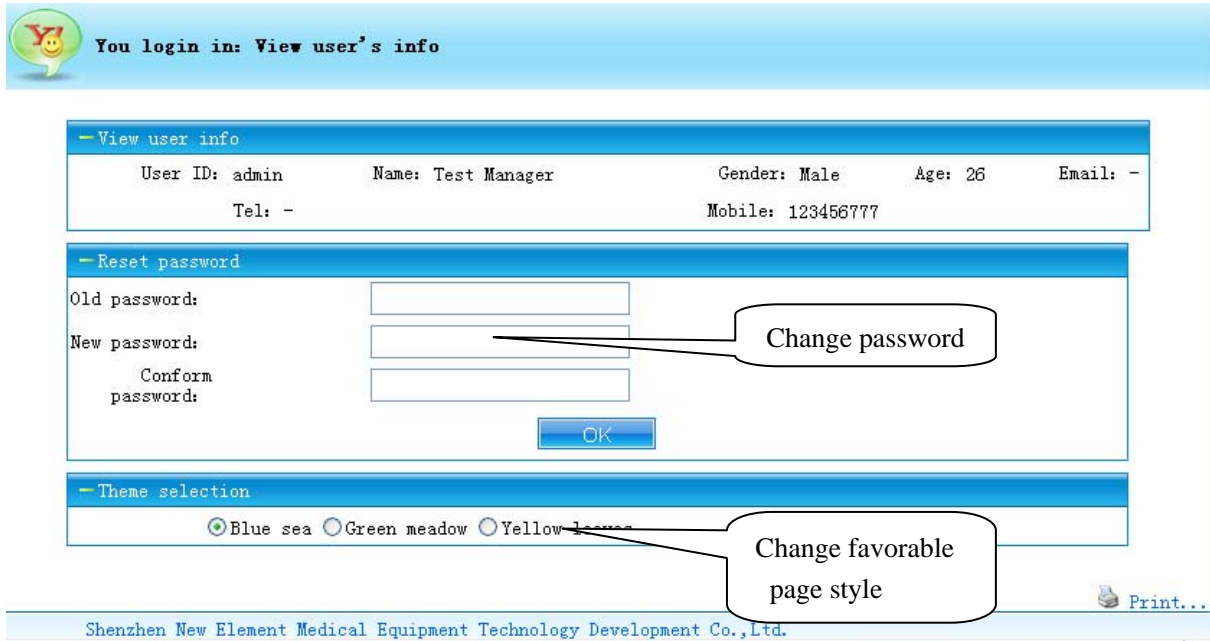 You login in: View user's info
View user info
User ID: admin Name: Test Manager Gender: Male Age: 26 Email: -
Tel: - Mobile: 123456777
Reset password
Old password:
New password:
Change password
Conform
password:
OK
Theme selection
Blue sea Green meadow Yellow leaves
Change favorable
page style
Print...
Shenzhen New Element Medical Equipment Technology Development Co.,Ltd.